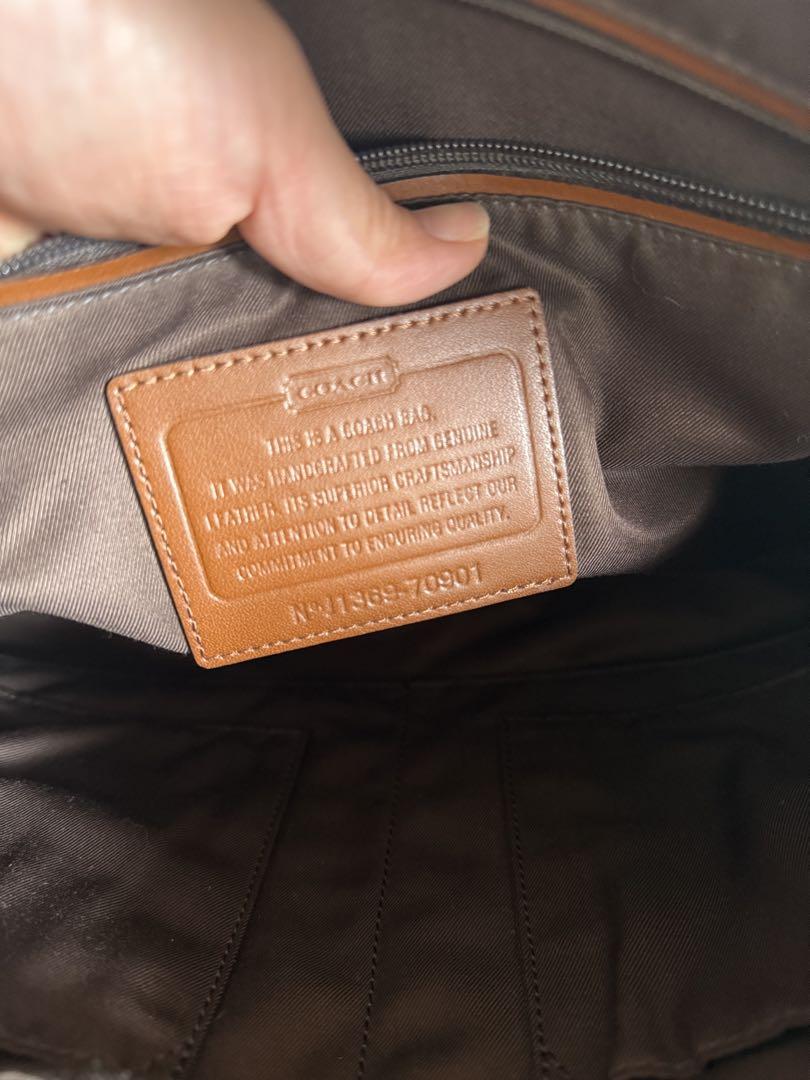 COACH
THIS IS A COACH BAG.
IT WAS HANDCRAFTED FROM GENUINE
LEATHER. ITS SUPERIOR CRAFTSMANSHIP
AND ATTENTION TO DETAIL REFLECT OUR
COMMITMENT TO ENDURING QUALITY.
Nº J1369-70901